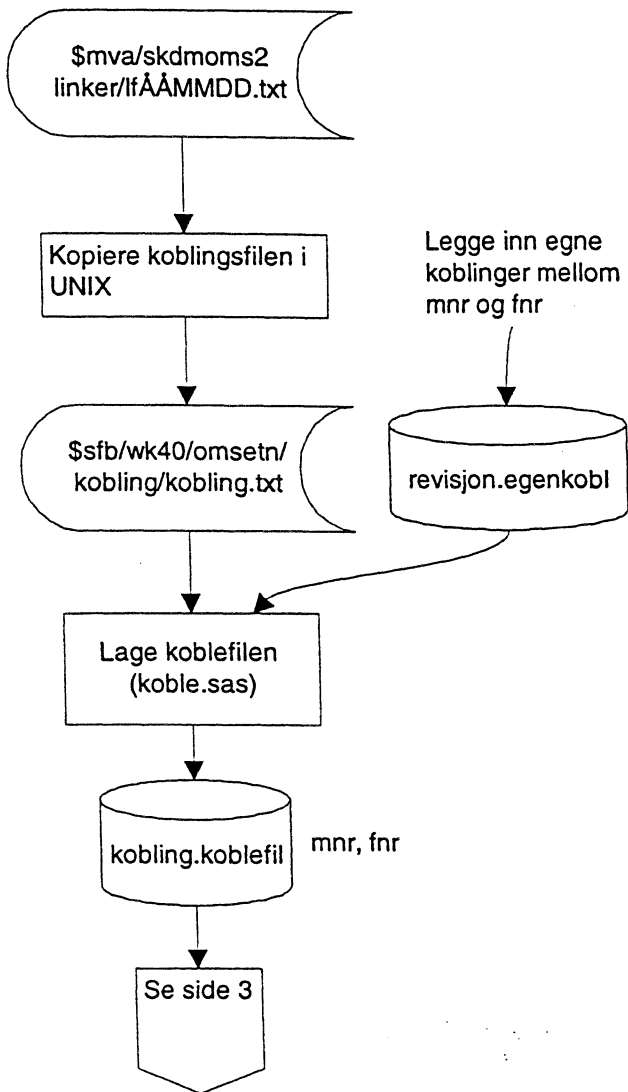 $mva/skdmoms2
linker/lfÅÅMMDD.txt
Kopiere koblingsfilen i
UNIX
Legge inn egne
koblinger mellom
mnr og fnr
$sfb/wk40/omsetn/
kobling/kobling.txt
revisjon.egenkobl
Lage koblefilen
(koble.sas)
kobling.koblefil
mnr, fnr
Se side 3